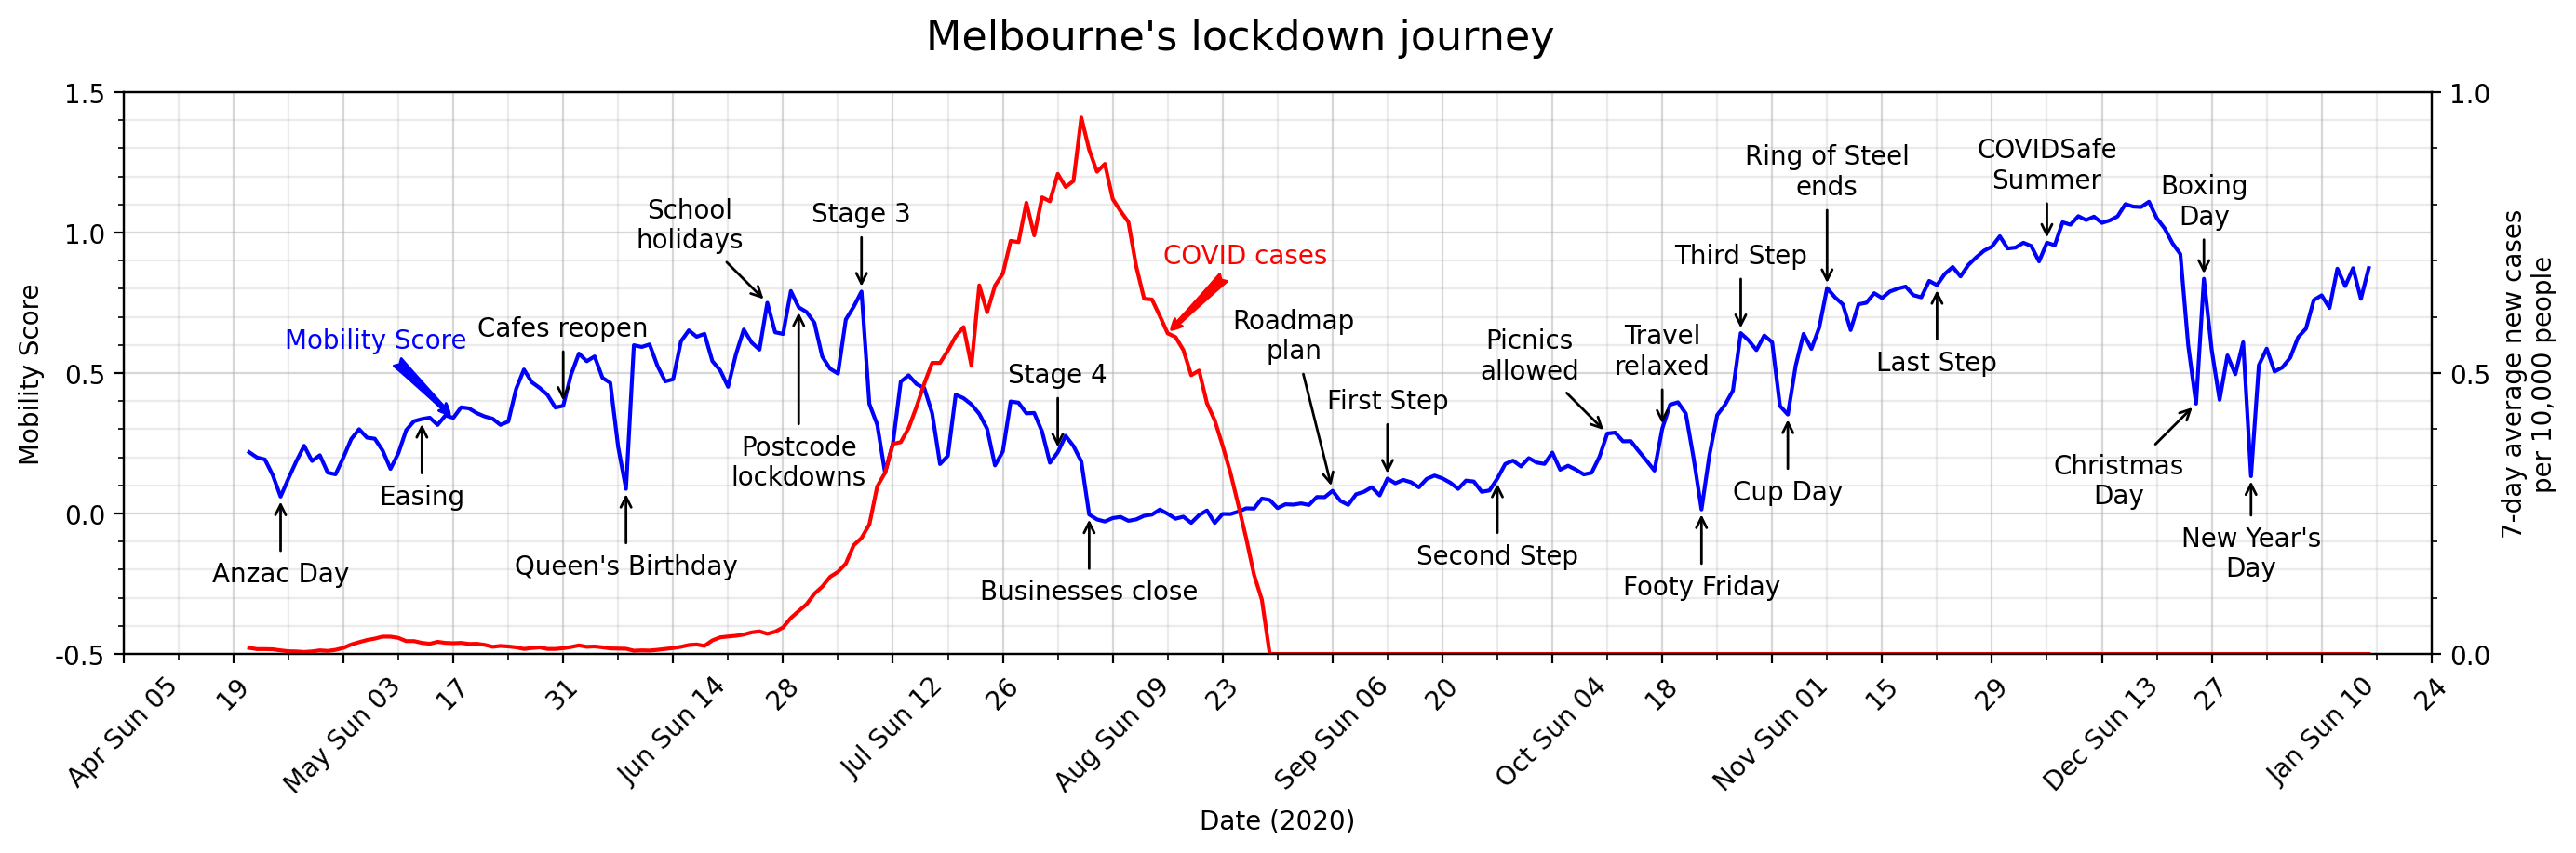 Melbourne's lockdown journey
1.5
1.0
0.5
0.0
-0.5
Mobility Score
1.0
0.5
0.0
7-day average new cases
per 10,000 people
Mobility Score
COVID cases
Anzac Day
Easing
Cafes reopen
Queen's Birthday
School
holidays
Postcode
lockdowns
Stage 3
Stage 4
Businesses close
Roadmap
plan
First Step
Second Step
Picnics
allowed
Travel
relaxed
Footy Friday
Third Step
Cup Day
Ring of Steel
ends
Last Step
COVIDSafe
Summer
Christmas
Day
Boxing
Day
New Year's
Day
Apr Sun 05
19
May Sun 03
17
31
Jun Sun 14
28
Jul Sun 12
26
Aug Sun 09
23
Sep Sun 06
20
Oct Sun 04
18
Nov Sun 01
15
29
Dec Sun 13
27
Jan Sun 10
24
Date (2020)